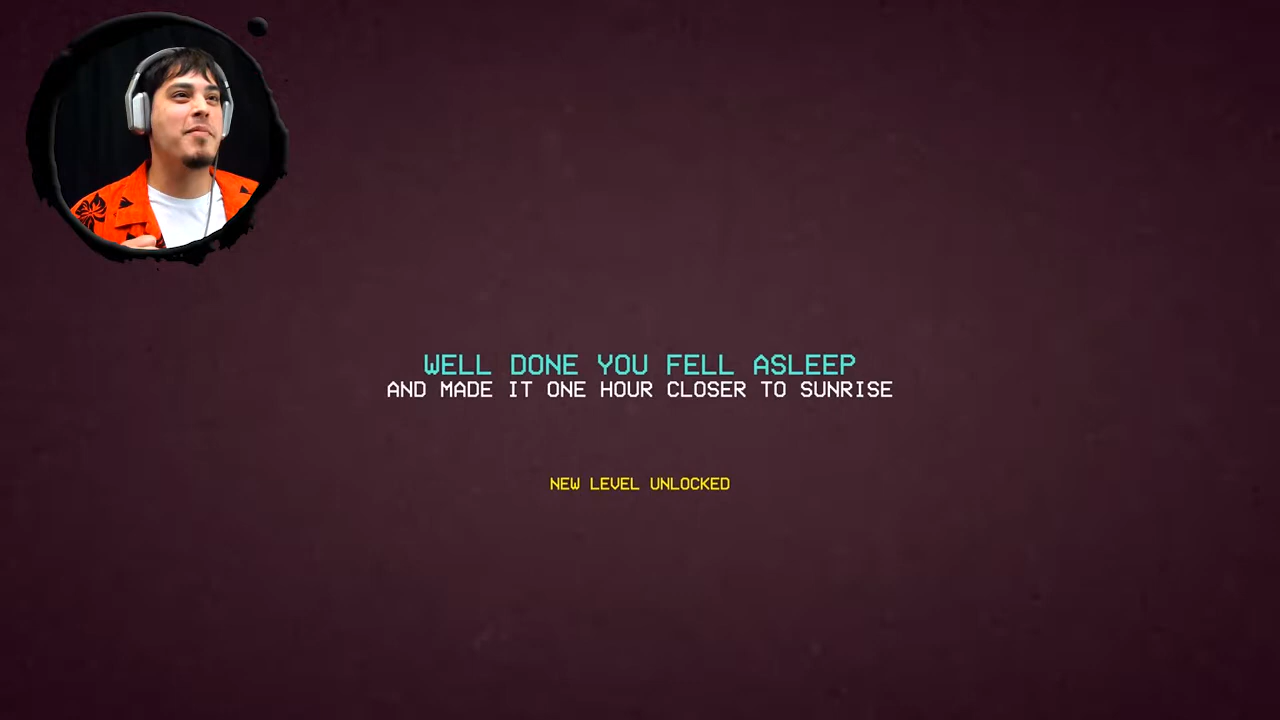 WELL DONE YOU FELL ASLEEP
AND MADE IT ONE HOUR CLOSER TO SUNRISE
NEW LEVEL UNLOCKED